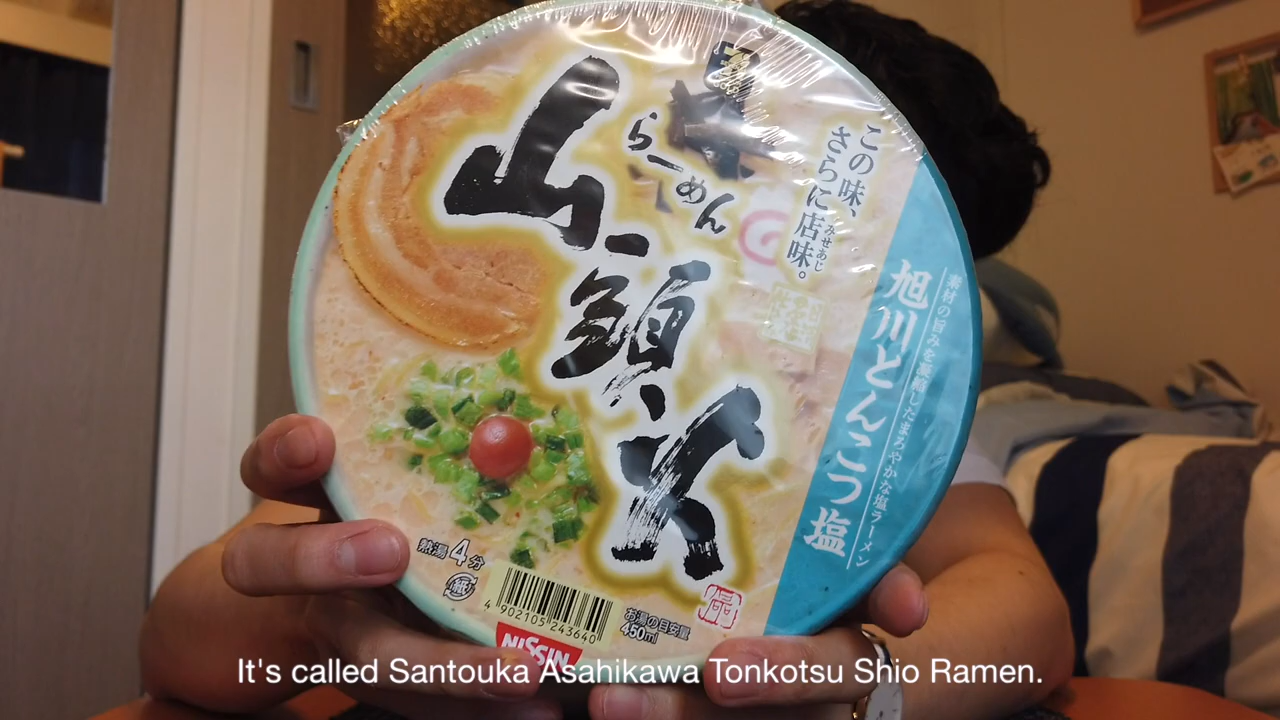 らーめん
山頭火
この味、
さらに店味。
みせあじ
旭川とんこつ塩
素材の旨みを凝縮したまろやかな塩ラーメン
熱湯4分
紙
4 902105 243640
NISSIN
お湯の目安量
450ml
It's called Santouka Asahikawa Tonkotsu Shio Ramen.